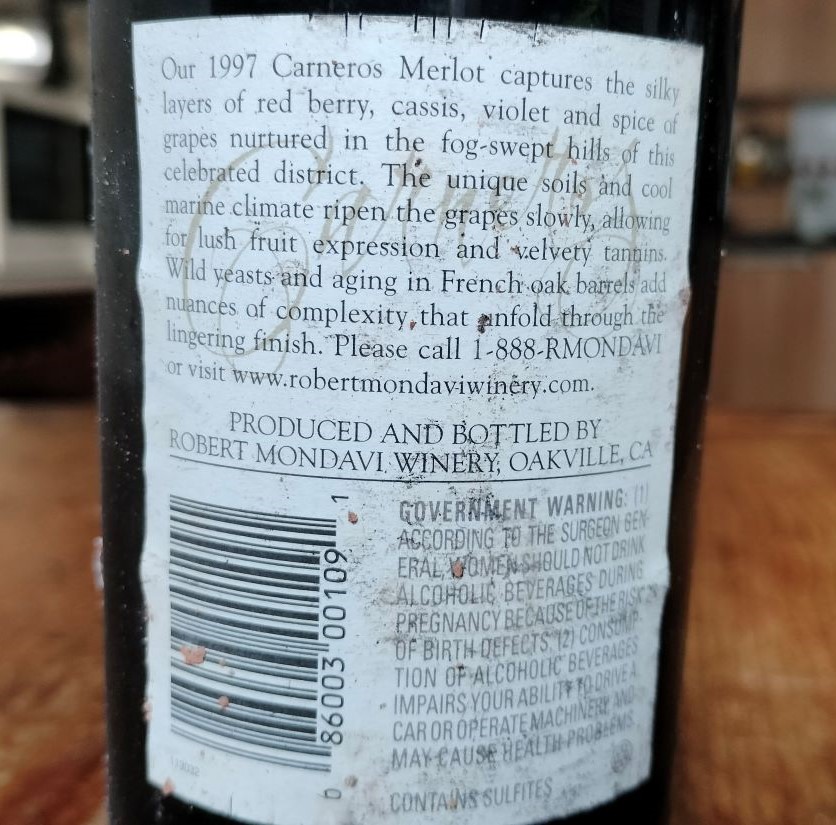 Our 1997 Carneros Merlot captures the silky
layers of red berry, cassis, violet and spice of
grapes nurtured in the fog-swept hills of this
celebrated district. The unique soils and cool
marine climate ripen the grapes slowly, allowing
for lush fruit expression and velvety tannins.
Wild yeasts and aging in French oak barrels add
nuances of complexity that unfold through the
lingering finish. Please call 1-888-RMONDAVI
or visit www.robertmondaviwinery.com.
PRODUCED AND BOTTLED BY
ROBERT MONDAVI WINERY, OAKVILLE, CA
0 86003 00109 1
GOVERNMENT WARNING: (1)
ACCORDING TO THE SURGEON GEN-
ERAL, WOMEN SHOULD NOT DRINK
ALCOHOLIC BEVERAGES DURING
PREGNANCY BECAUSE OF THE RISK
OF BIRTH DEFECTS. (2) CONSUMP-
TION OF ALCOHOLIC BEVERAGES
IMPAIRS YOUR ABILITY TO DRIVE A
CAR OR OPERATE MACHINERY AND
MAY CAUSE HEALTH PROBLEMS.
CONTAINS SULFITES
Carneros